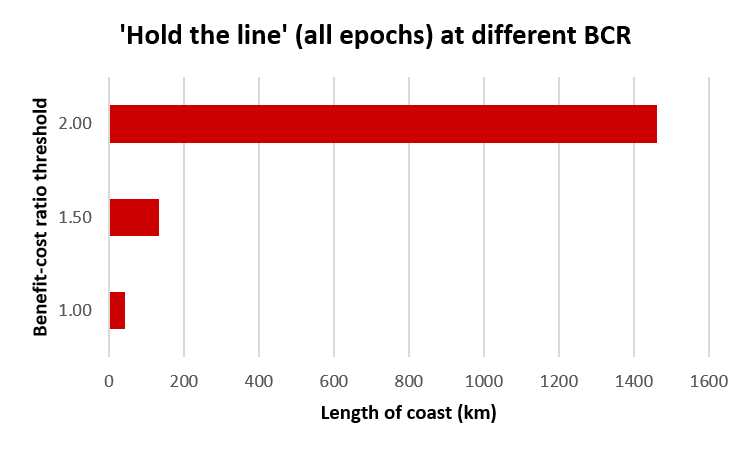 'Hold the line' (all epochs) at different BCR
Benefit-cost ratio threshold
2.00
1.50
1.00
0 200 400 600 800 1000 1200 1400 1600
Length of coast (km)